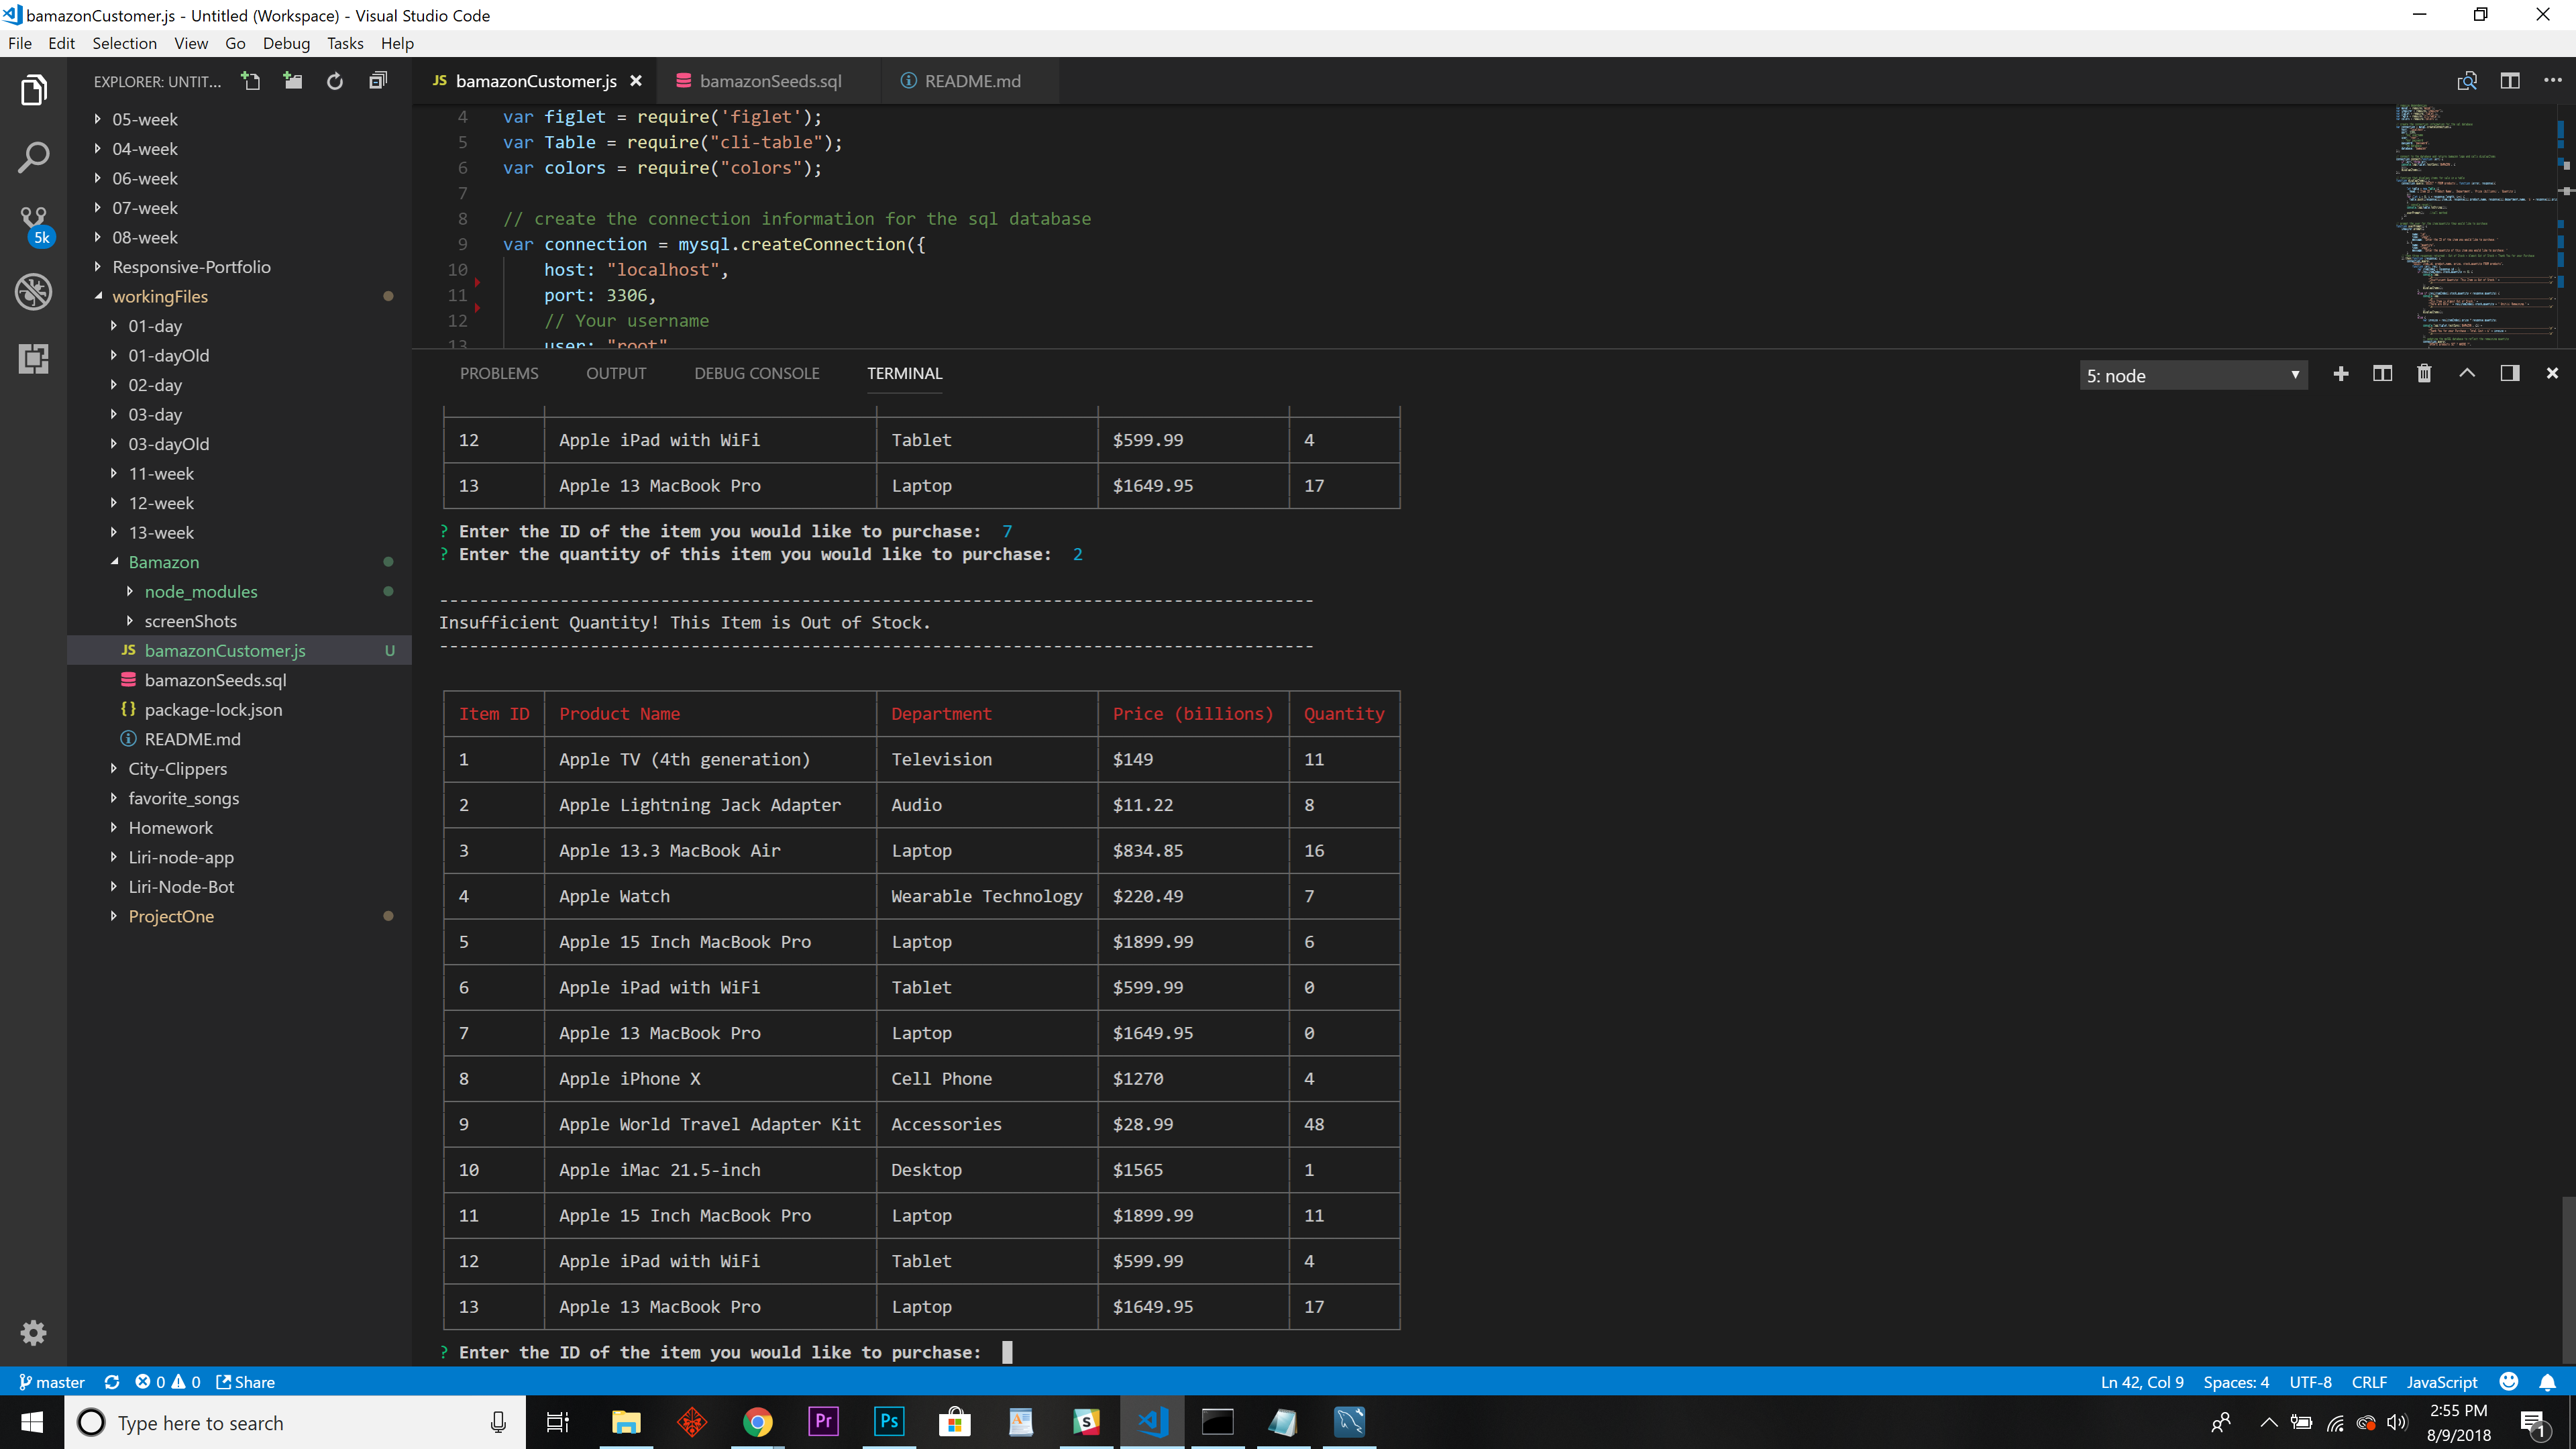 bamazonCustomer.js - Untitled (Workspace) - Visual Studio Code
File Edit Selection View Go Debug Tasks Help
EXPLORER: UNTIT...
05-week
04-week
06-week
07-week
08-week
Responsive-Portfolio
workingFiles
01-day
01-dayOld
02-day
03-day
03-dayOld
11-week
12-week
13-week
Bamazon
node_modules
screenShots
JS bamazonCustomer.js U
bamazonSeeds.sql
{} package-lock.json
README.md
City-Clippers
favorite_songs
Homework
Liri-node-app
Liri-Node-Bot
ProjectOne
5k
JS bamazonCustomer.js bamazonSeeds.sql README.md
4 var figlet = require('figlet');
5 var Table = require("cli-table");
6 var colors = require("colors");
7
8 // create the connection information for the sql database
9 var connection = mysql.createConnection({
10 host: "localhost",
11 port: 3306,
12 // Your username
13 user: "root"
PROBLEMS OUTPUT DEBUG CONSOLE TERMINAL 5: node
12 Apple iPad with WiFi Tablet $599.99 4
13 Apple 13 MacBook Pro Laptop $1649.95 17
? Enter the ID of the item you would like to purchase: 7
? Enter the quantity of this item you would like to purchase: 2
---------------------------------------------------------------------------------------
Insufficient Quantity! This Item is Out of Stock.
---------------------------------------------------------------------------------------
Item ID Product Name Department Price (billions) Quantity
1 Apple TV (4th generation) Television $149 11
2 Apple Lightning Jack Adapter Audio $11.22 8
3 Apple 13.3 MacBook Air Laptop $834.85 16
4 Apple Watch Wearable Technology $220.49 7
5 Apple 15 Inch MacBook Pro Laptop $1899.99 6
6 Apple iPad with WiFi Tablet $599.99 0
7 Apple 13 MacBook Pro Laptop $1649.95 0
8 Apple iPhone X Cell Phone $1270 4
9 Apple World Travel Adapter Kit Accessories $28.99 48
10 Apple iMac 21.5-inch Desktop $1565 1
11 Apple 15 Inch MacBook Pro Laptop $1899.99 11
12 Apple iPad with WiFi Tablet $599.99 4
13 Apple 13 MacBook Pro Laptop $1649.95 17
? Enter the ID of the item you would like to purchase:
master 0 0 Share Ln 42, Col 9 Spaces: 4 UTF-8 CRLF JavaScript
Type here to search Pr Ps 2:55 PM
8/9/2018 1